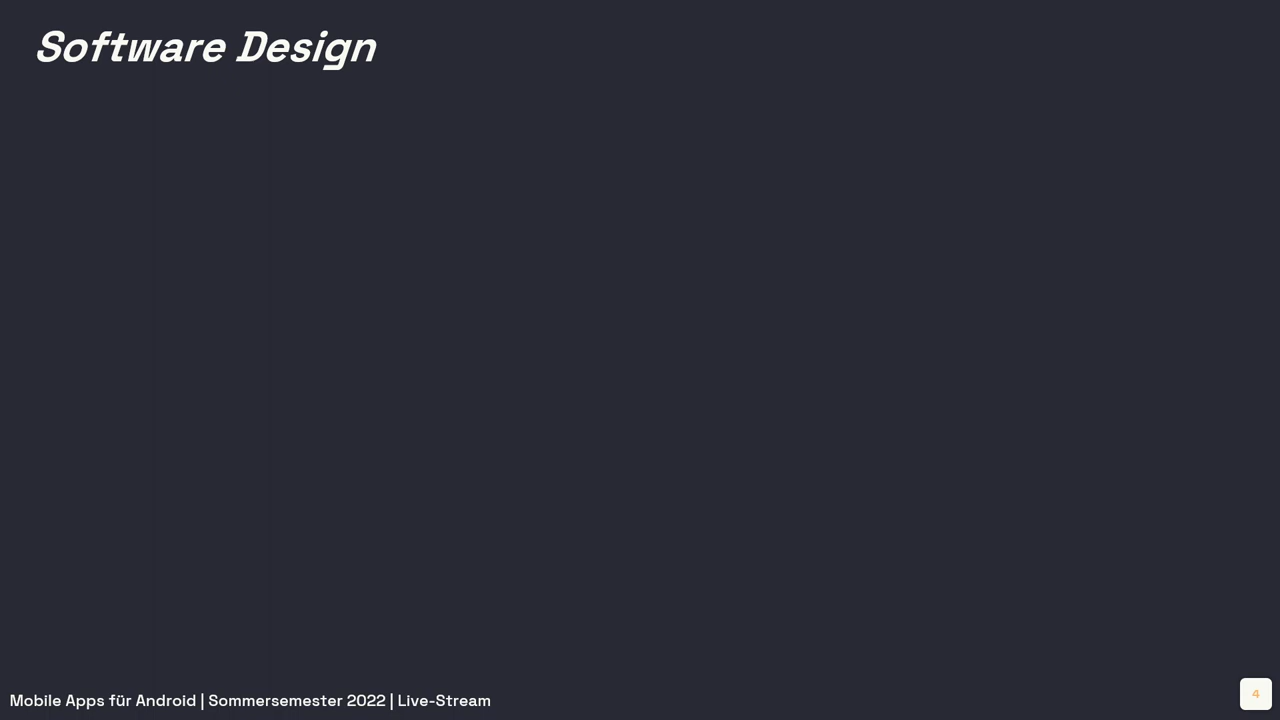 Software Design
Mobile Apps für Android | Sommersemester 2022 | Live-Stream
4